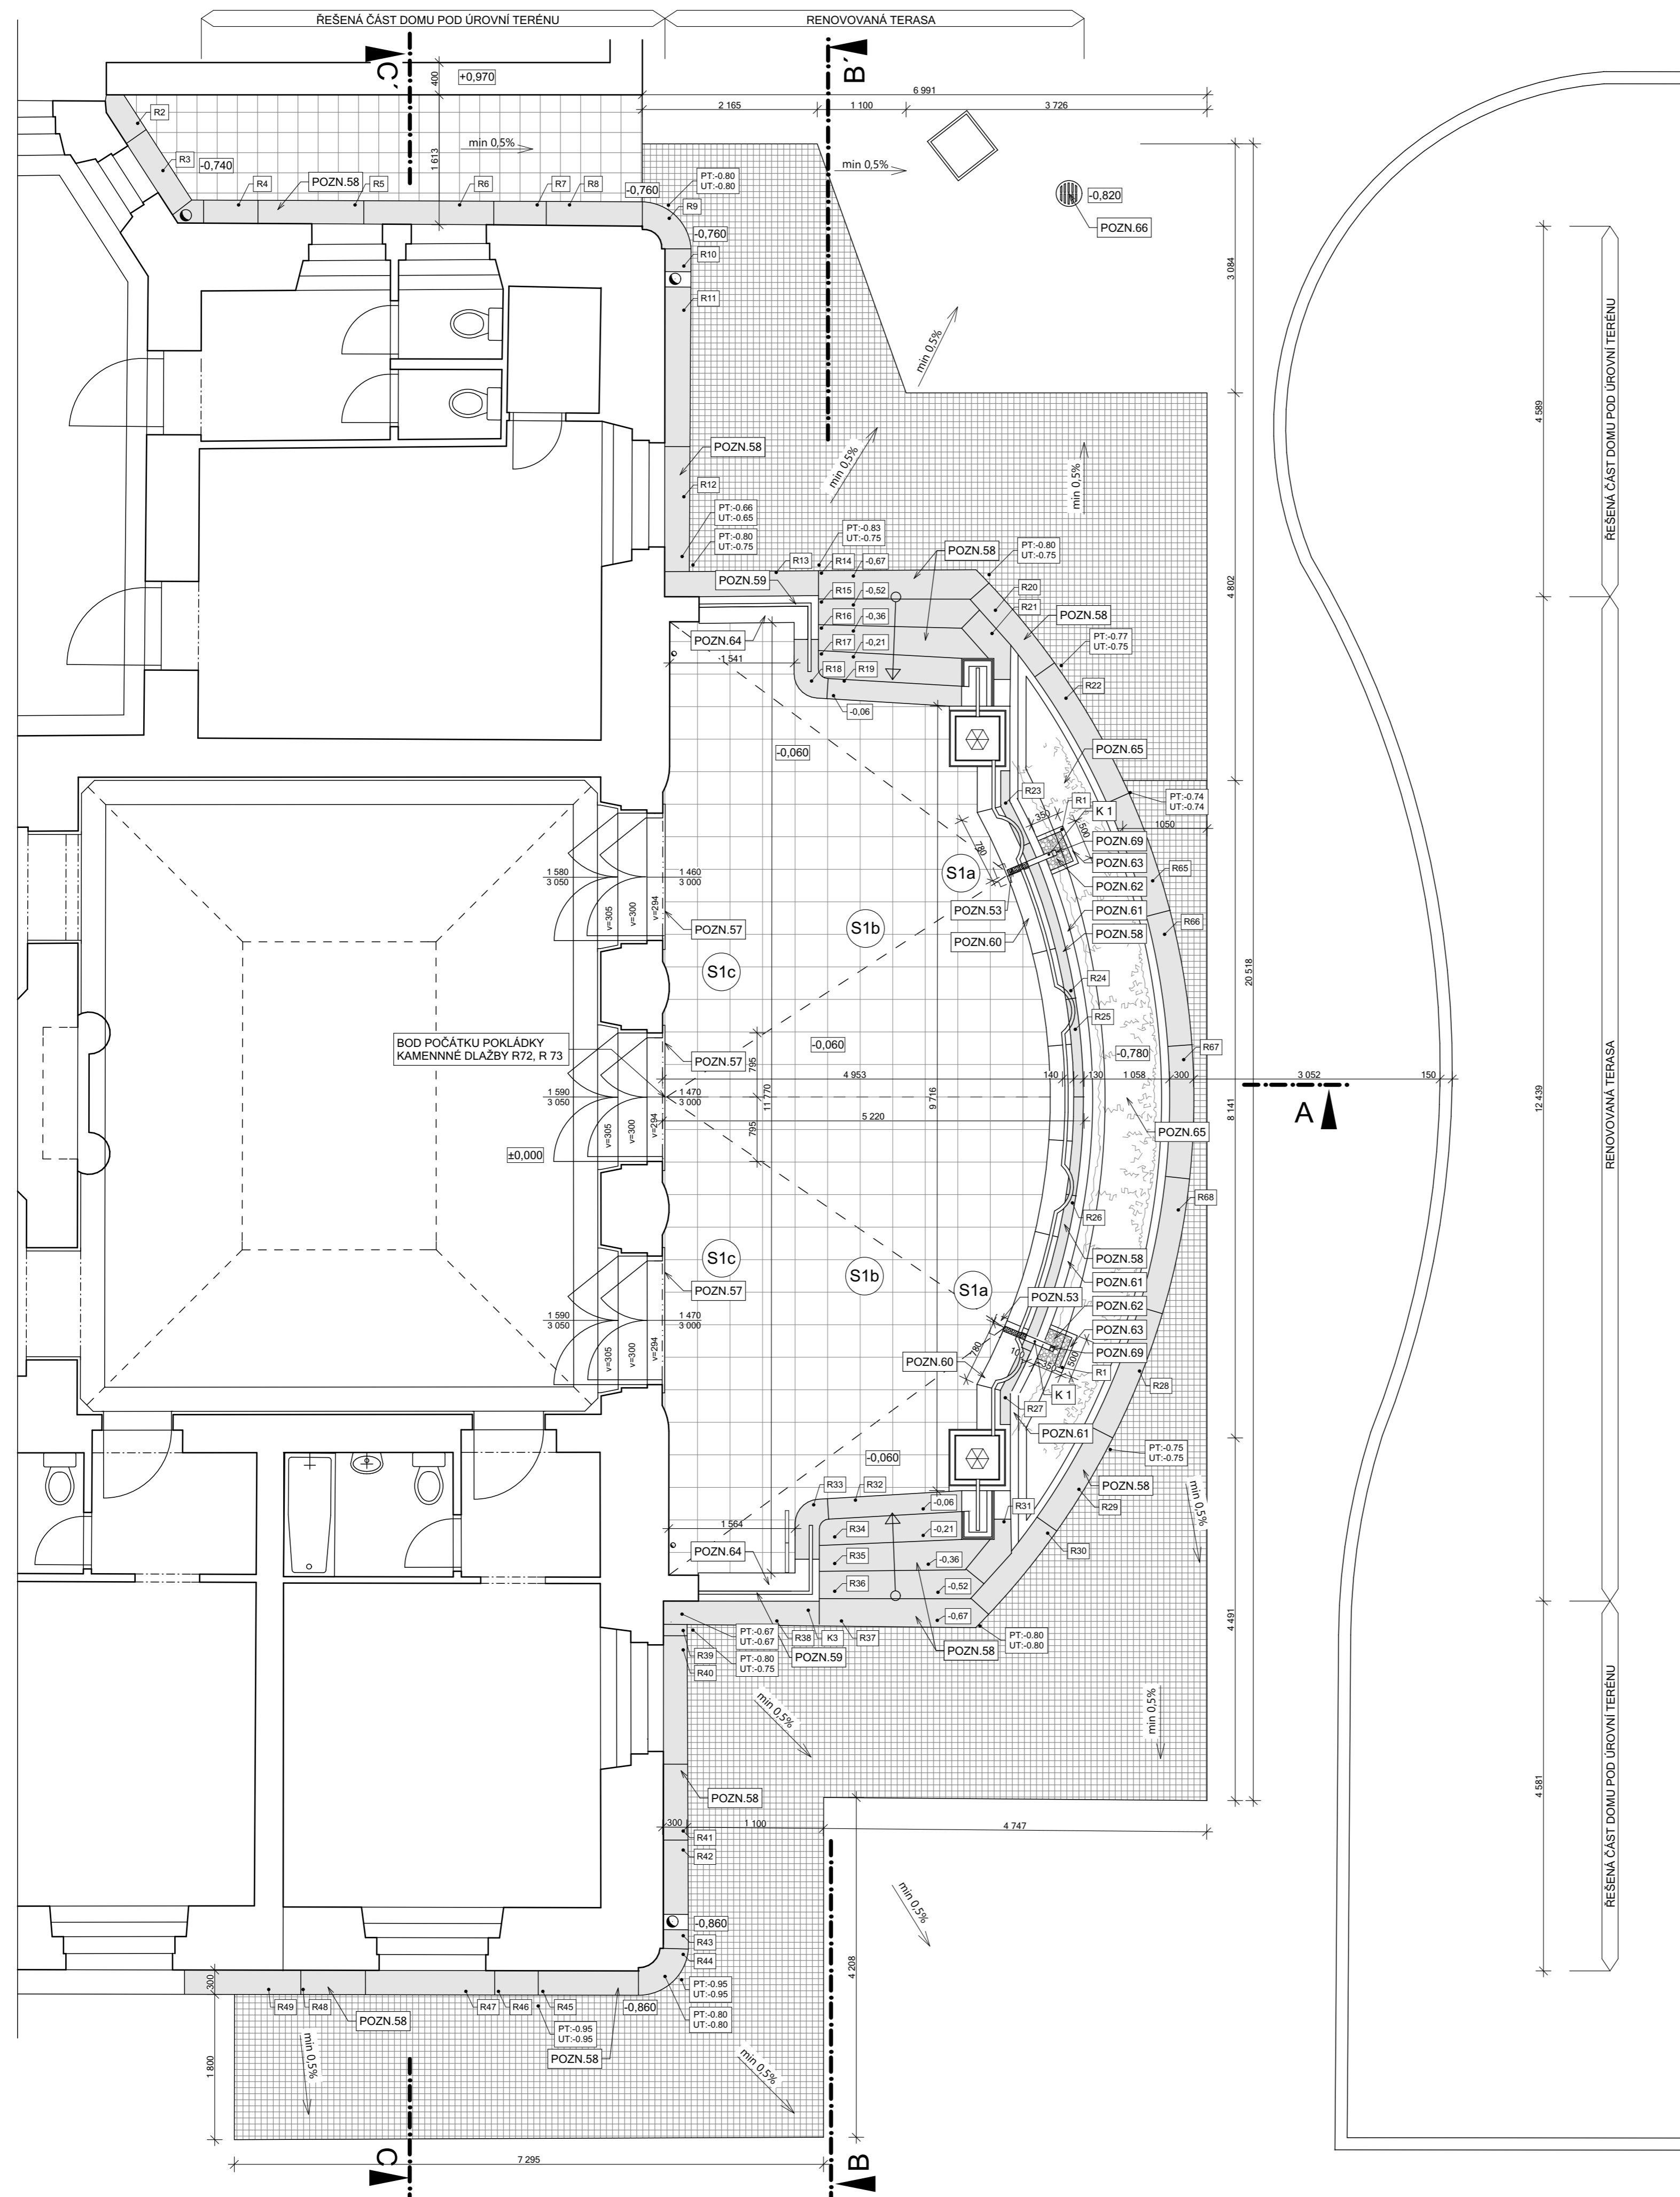 ŘEŠENÁ ČÁST DOMU POD ÚROVNÍ TERÉNU
RENOVOVANÁ TERASA
C´
B´
+0,970
400
6 991
2 165
1 100
3 726
R2
R3
-0,740
1 613
min 0,5%
min 0,5%
R4
POZN.58
R5
R6
R7
R8
-0,760
PT:-0.80
UT:-0.80
R9
-0,760
-0,820
POZN.66
R10
R11
3 084
4 589
ŘEŠENÁ ČÁST DOMU POD ÚROVNÍ TERÉNU
min 0,5%
min 0,5%
min 0,5%
POZN.58
R12
PT:-0.66
UT:-0.65
PT:-0.80
UT:-0.75
PT:-0.83
UT:-0.75
POZN.58
PT:-0.80
UT:-0.75
R13
R14
-0,67
POZN.59
R15
-0,52
R20
R21
POZN.58
R16
-0,36
PT:-0.77
UT:-0.75
POZN.64
R17
-0,21
4 802
1 541
R18
R19
R22
-0,06
-0,060
POZN.65
R23
R1
PT:-0.74
UT:-0.74
350
K 1
500
1050
780
POZN.69
POZN.63
S1a
POZN.62
R65
1 580
3 050
1 460
3 000
v=305
v=300
v=294
POZN.53
POZN.61
POZN.57
S1b
POZN.60
POZN.58
R66
S1c
R24
20 518
R25
BOD POČÁTKU POKLÁDKY
KAMENNNÉ DLAŽBY R72, R 73
-0,060
-0,780
R67
POZN.57
795
4 953
140
130
1 058
300
3 052
150
1 590
3 050
1 470
3 000
11 770
9 716
8 141
A
12 439
RENOVOVANÁ TERASA
5 220
v=305
v=300
v=294
795
±0,000
POZN.65
R68
R26
S1c
S1b
POZN.58
POZN.61
S1a
POZN.57
POZN.53
POZN.62
1 590
3 050
1 470
3 000
POZN.63
v=305
v=300
v=294
780
100
350
500
POZN.69
POZN.60
R1
R28
K 1
R27
POZN.61
-0,060
PT:-0.75
UT:-0.75
POZN.58
R33
R32
min 0,5%
R29
-0,06
R31
1 564
R34
-0,21
R30
POZN.64
R35
-0,36
R36
-0,52
-0,67
PT:-0.67
UT:-0.67
R38
K3
R37
PT:-0.80
UT:-0.80
R39
POZN.59
POZN.58
PT:-0.80
UT:-0.75
R40
4 491
min 0,5%
min 0,5%
4 581
ŘEŠENÁ ČÁST DOMU POD ÚROVNÍ TERÉNU
POZN.58
300
1 100
4 747
R41
R42
min 0,5%
-0,860
R43
R44
4 208
PT:-0.95
UT:-0.95
300
R49
R48
R47
R46
R45
-0,860
PT:-0.80
UT:-0.80
POZN.58
PT:-0.95
UT:-0.95
POZN.58
1 800
min 0,5%
min 0,5%
C
B
7 295